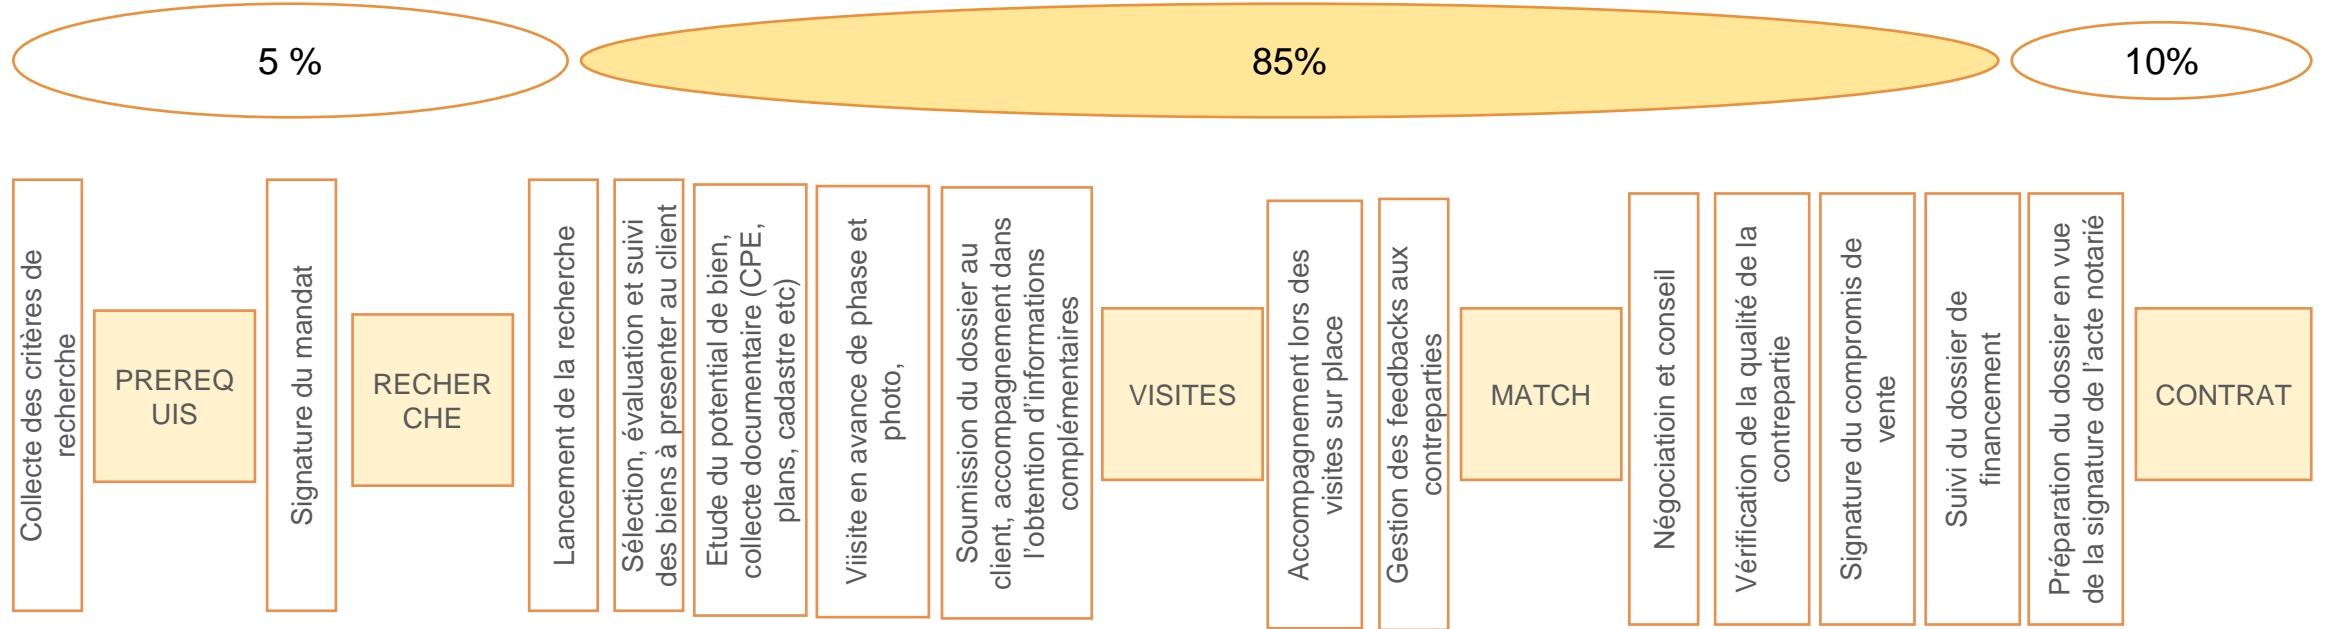 5 %
85%
10%
Collecte des critères de
recherche
PREREQ
UIS
Signature du mandat
RECHER
CHE
Lancement de la recherche
Sélection, évaluation et suivi
des biens à presenter au client
Etude du potential de bien,
collecte documentaire (CPE,
plans, cadastre etc)
Viisite en avance de phase et
photo,
Soumission du dossier au
client, accompagnement dans
l'obtention d'informations
complémentaires
VISITES
Accompagnement lors des
visites sur place
Gestion des feedbacks aux
contreparties
MATCH
Négociatioin et conseil
Vérification de la qualité de la
contrepartie
Signature du compromis de
vente
Suivi du dossier de
financement
Préparation du dossier en vue
de la signature de l'acte notarié
CONTRAT